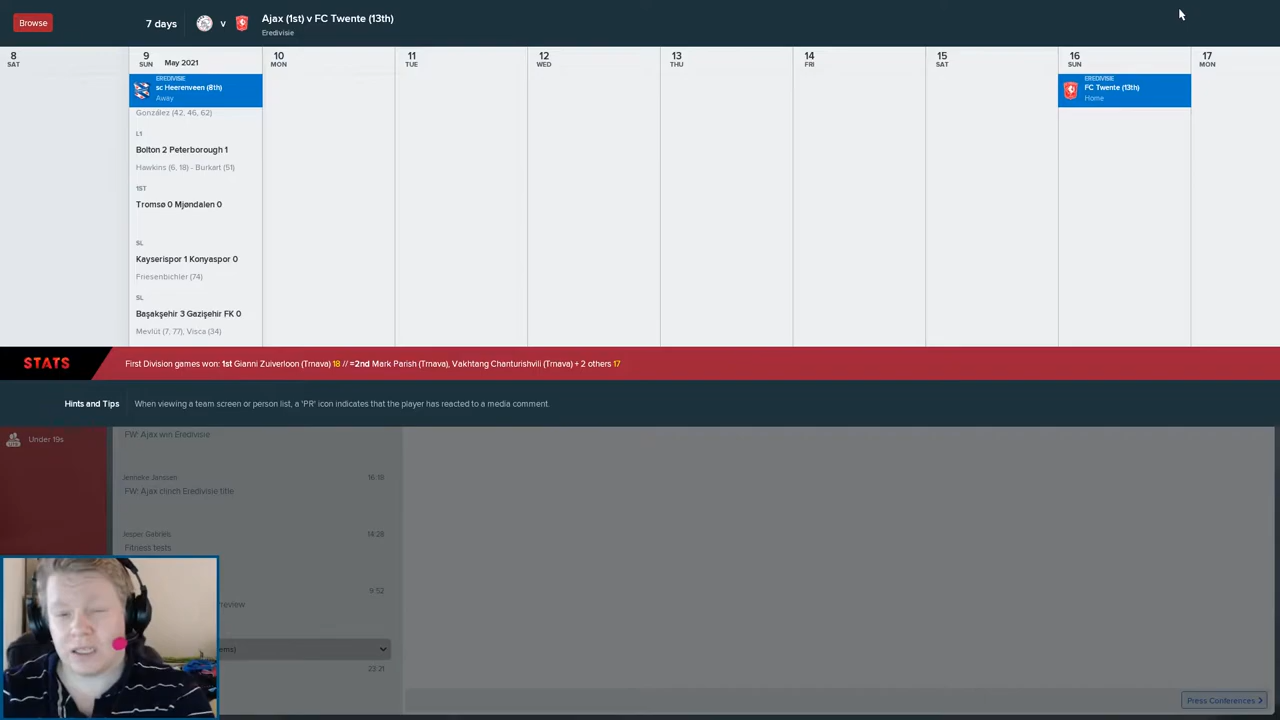 Browse
7 days
v
Ajax (1st) v FC Twente (13th)
Eredivisie
8
SAT
9
SUN
May 2021
10
MON
11
TUE
12
WED
13
THU
14
FRI
15
SAT
16
SUN
17
MON
EREDIVISIE
sc Heerenveen (8th)
Away
EREDIVISIE
FC Twente (13th)
Home
González (42, 46, 62)
L1
Bolton 2 Peterborough 1
Hawkins (6, 18) - Burkart (51)
1ST
Tromsø 0 Mjøndalen 0
SL
Kayserispor 1 Konyaspor 0
Friesenbichler (74)
SL
Başakşehir 3 Gazişehir FK 0
Mevlüt (7, 77), Visca (34)
STATS
First Division games won: 1st Gianni Zuiverloon (Trnava) 18 // =2nd Mark Parish (Trnava), Vakhtang Chanturishvili (Trnava) + 2 others 17
Hints and Tips
When viewing a team screen or person list, a 'PR' icon indicates that the player has reacted to a media comment.
Under 19s
FW: Ajax win Eredivisie
Jenneke Janssen
16:18
FW: Ajax clinch Eredivisie title
Jesper Gabriels
14:28
Fitness tests
9:52
review
23:21
Press Conferences